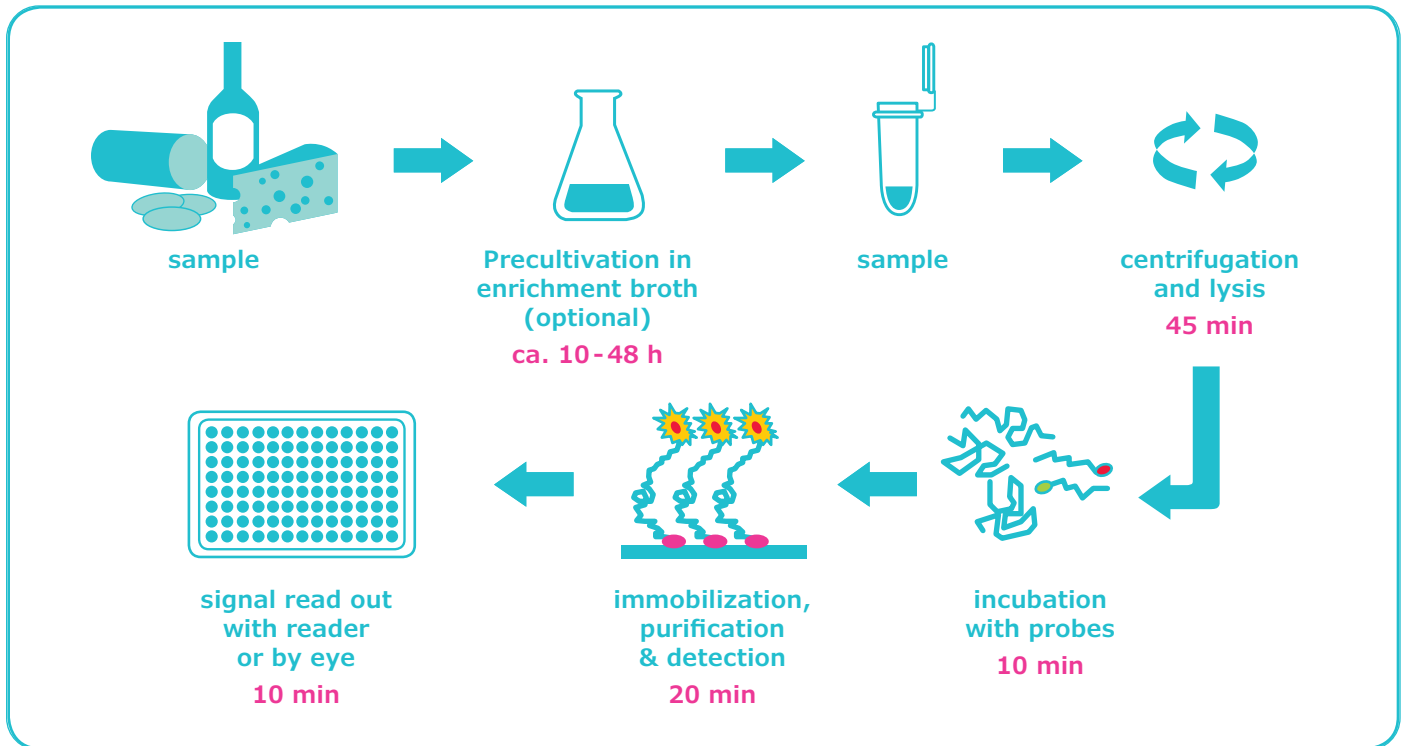 sample
Precultivation in
enrichment broth
(optional)
ca. 10-48 h
sample
centrifugation
and lysis
45 min
incubation
with probes
10 min
immobilization,
purification
& detection
20 min
signal read out
with reader
or by eye
10 min